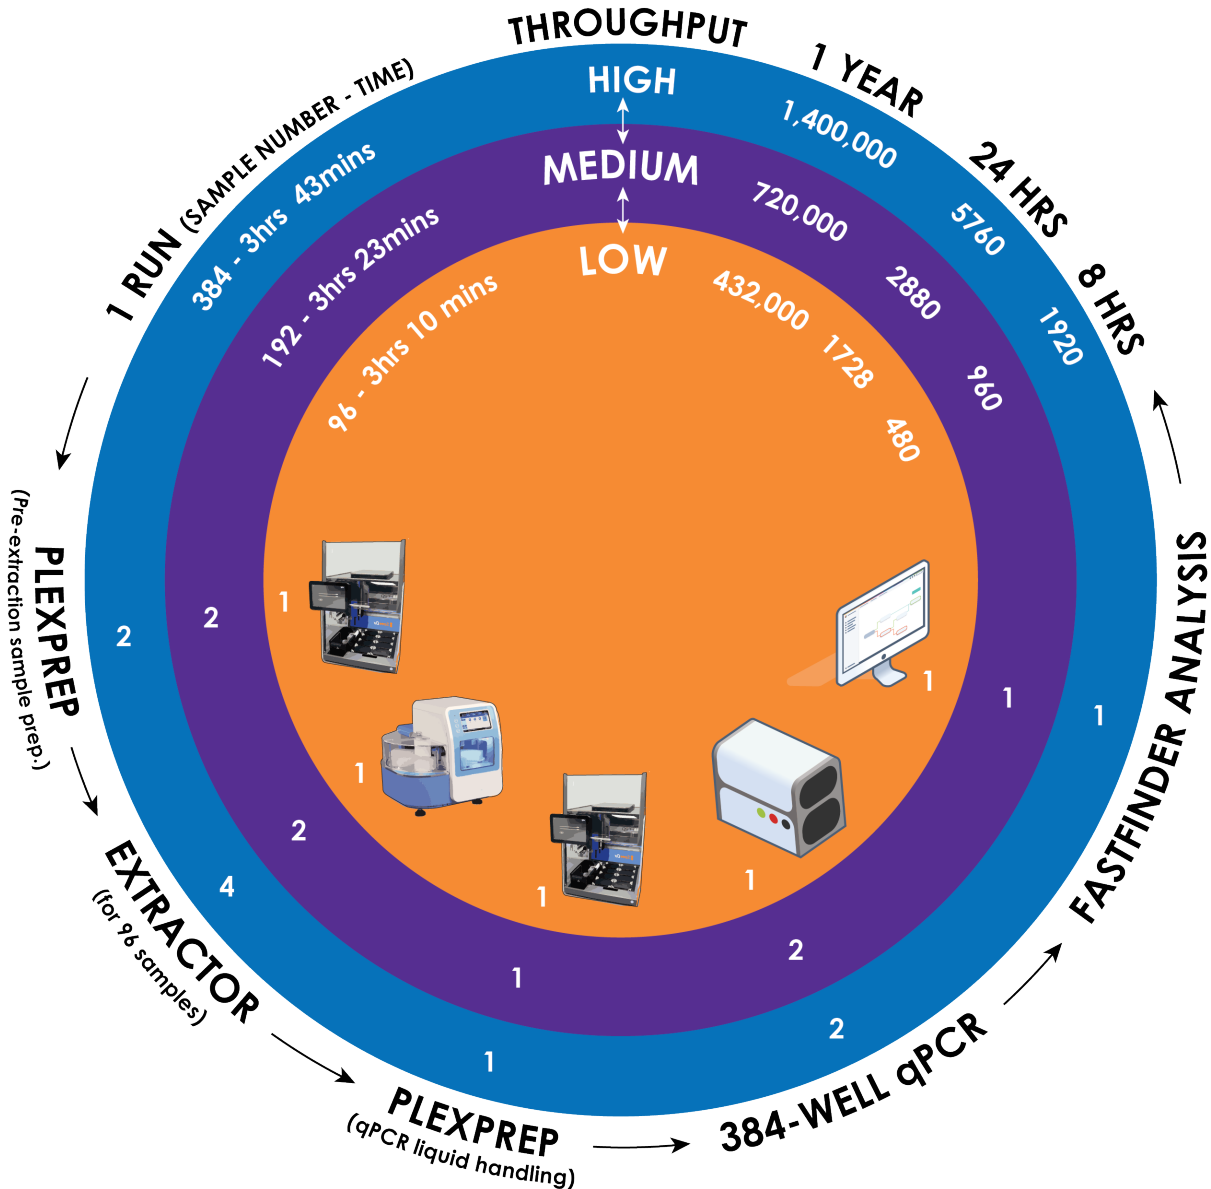 THROUGHPUT
HIGH
MEDIUM
LOW
1 YEAR
1,400,000
720,000
432,000
24 HRS
5760
2880
1728
8 HRS
1920
960
480
1 RUN (SAMPLE NUMBER - TIME)
384 - 3hrs 43mins
192 - 3hrs 23mins
96 - 3hrs 10 mins
PLEXPREP
(Pre-extraction sample prep.)
2
2
1
EXTRACTOR
(for 96 samples)
4
2
1
PLEXPREP
(qPCR liquid handling)
1
1
1
384-WELL qPCR
2
2
1
FASTFINDER ANALYSIS
1
1
1